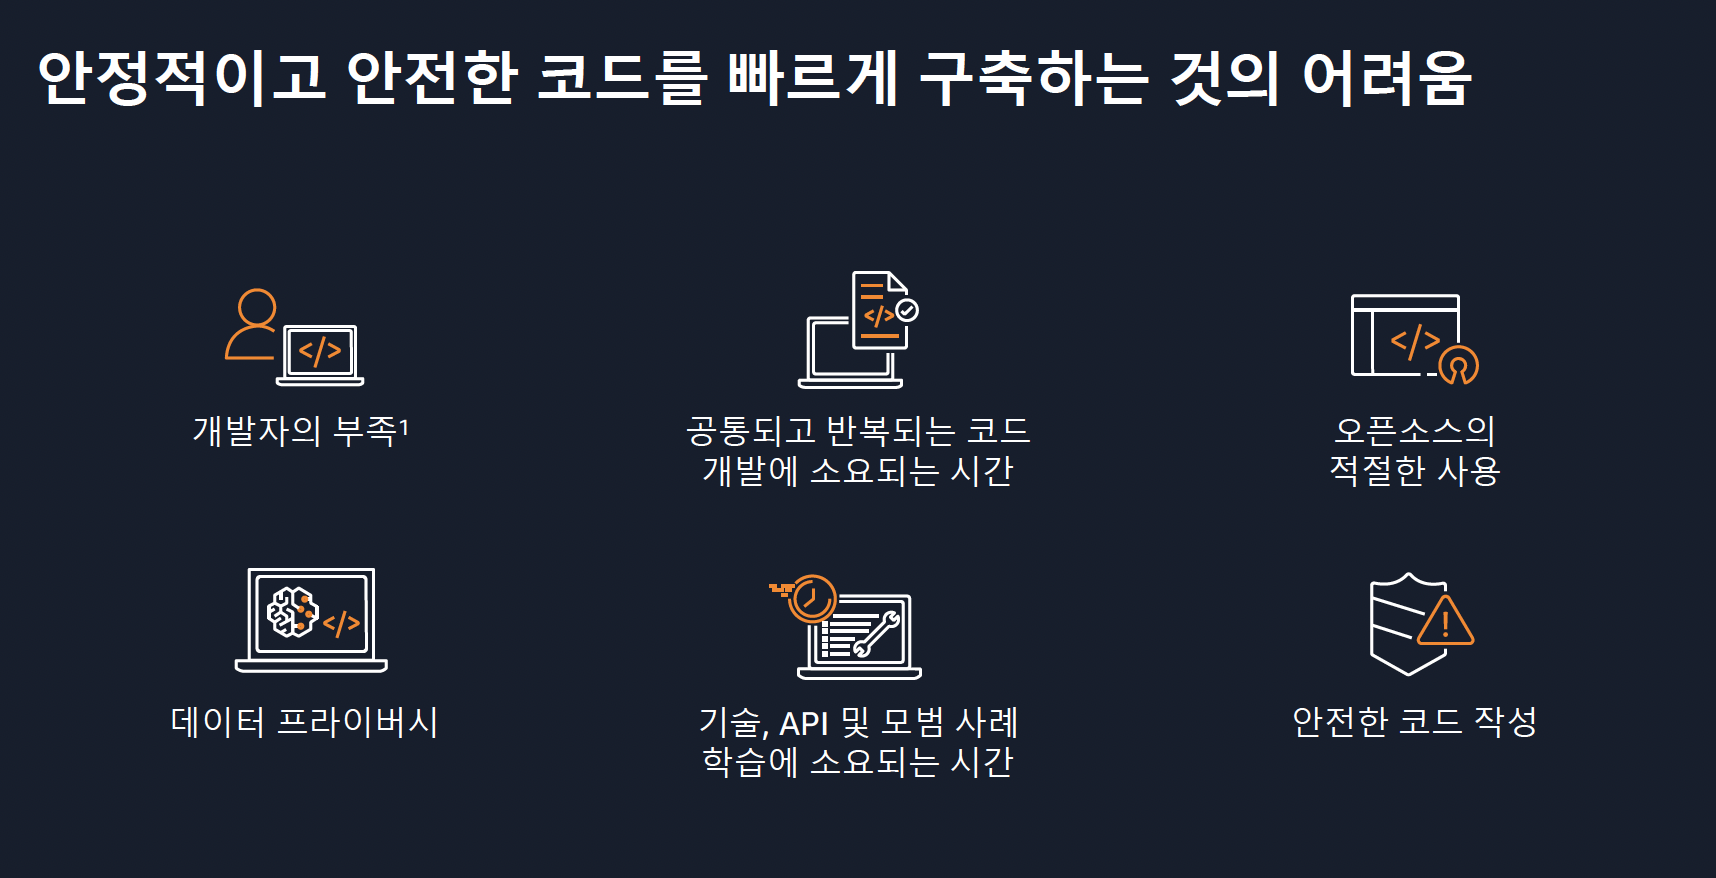 안정적이고 안전한 코드를 빠르게 구축하는 것의 어려움
</>
개발자의 부족¹
</>
공통되고 반복되는 코드
개발에 소요되는 시간
</>
오픈소스의
적절한 사용
</>
데이터 프라이버시
기술, API 및 모범 사례
학습에 소요되는 시간
!
안전한 코드 작성